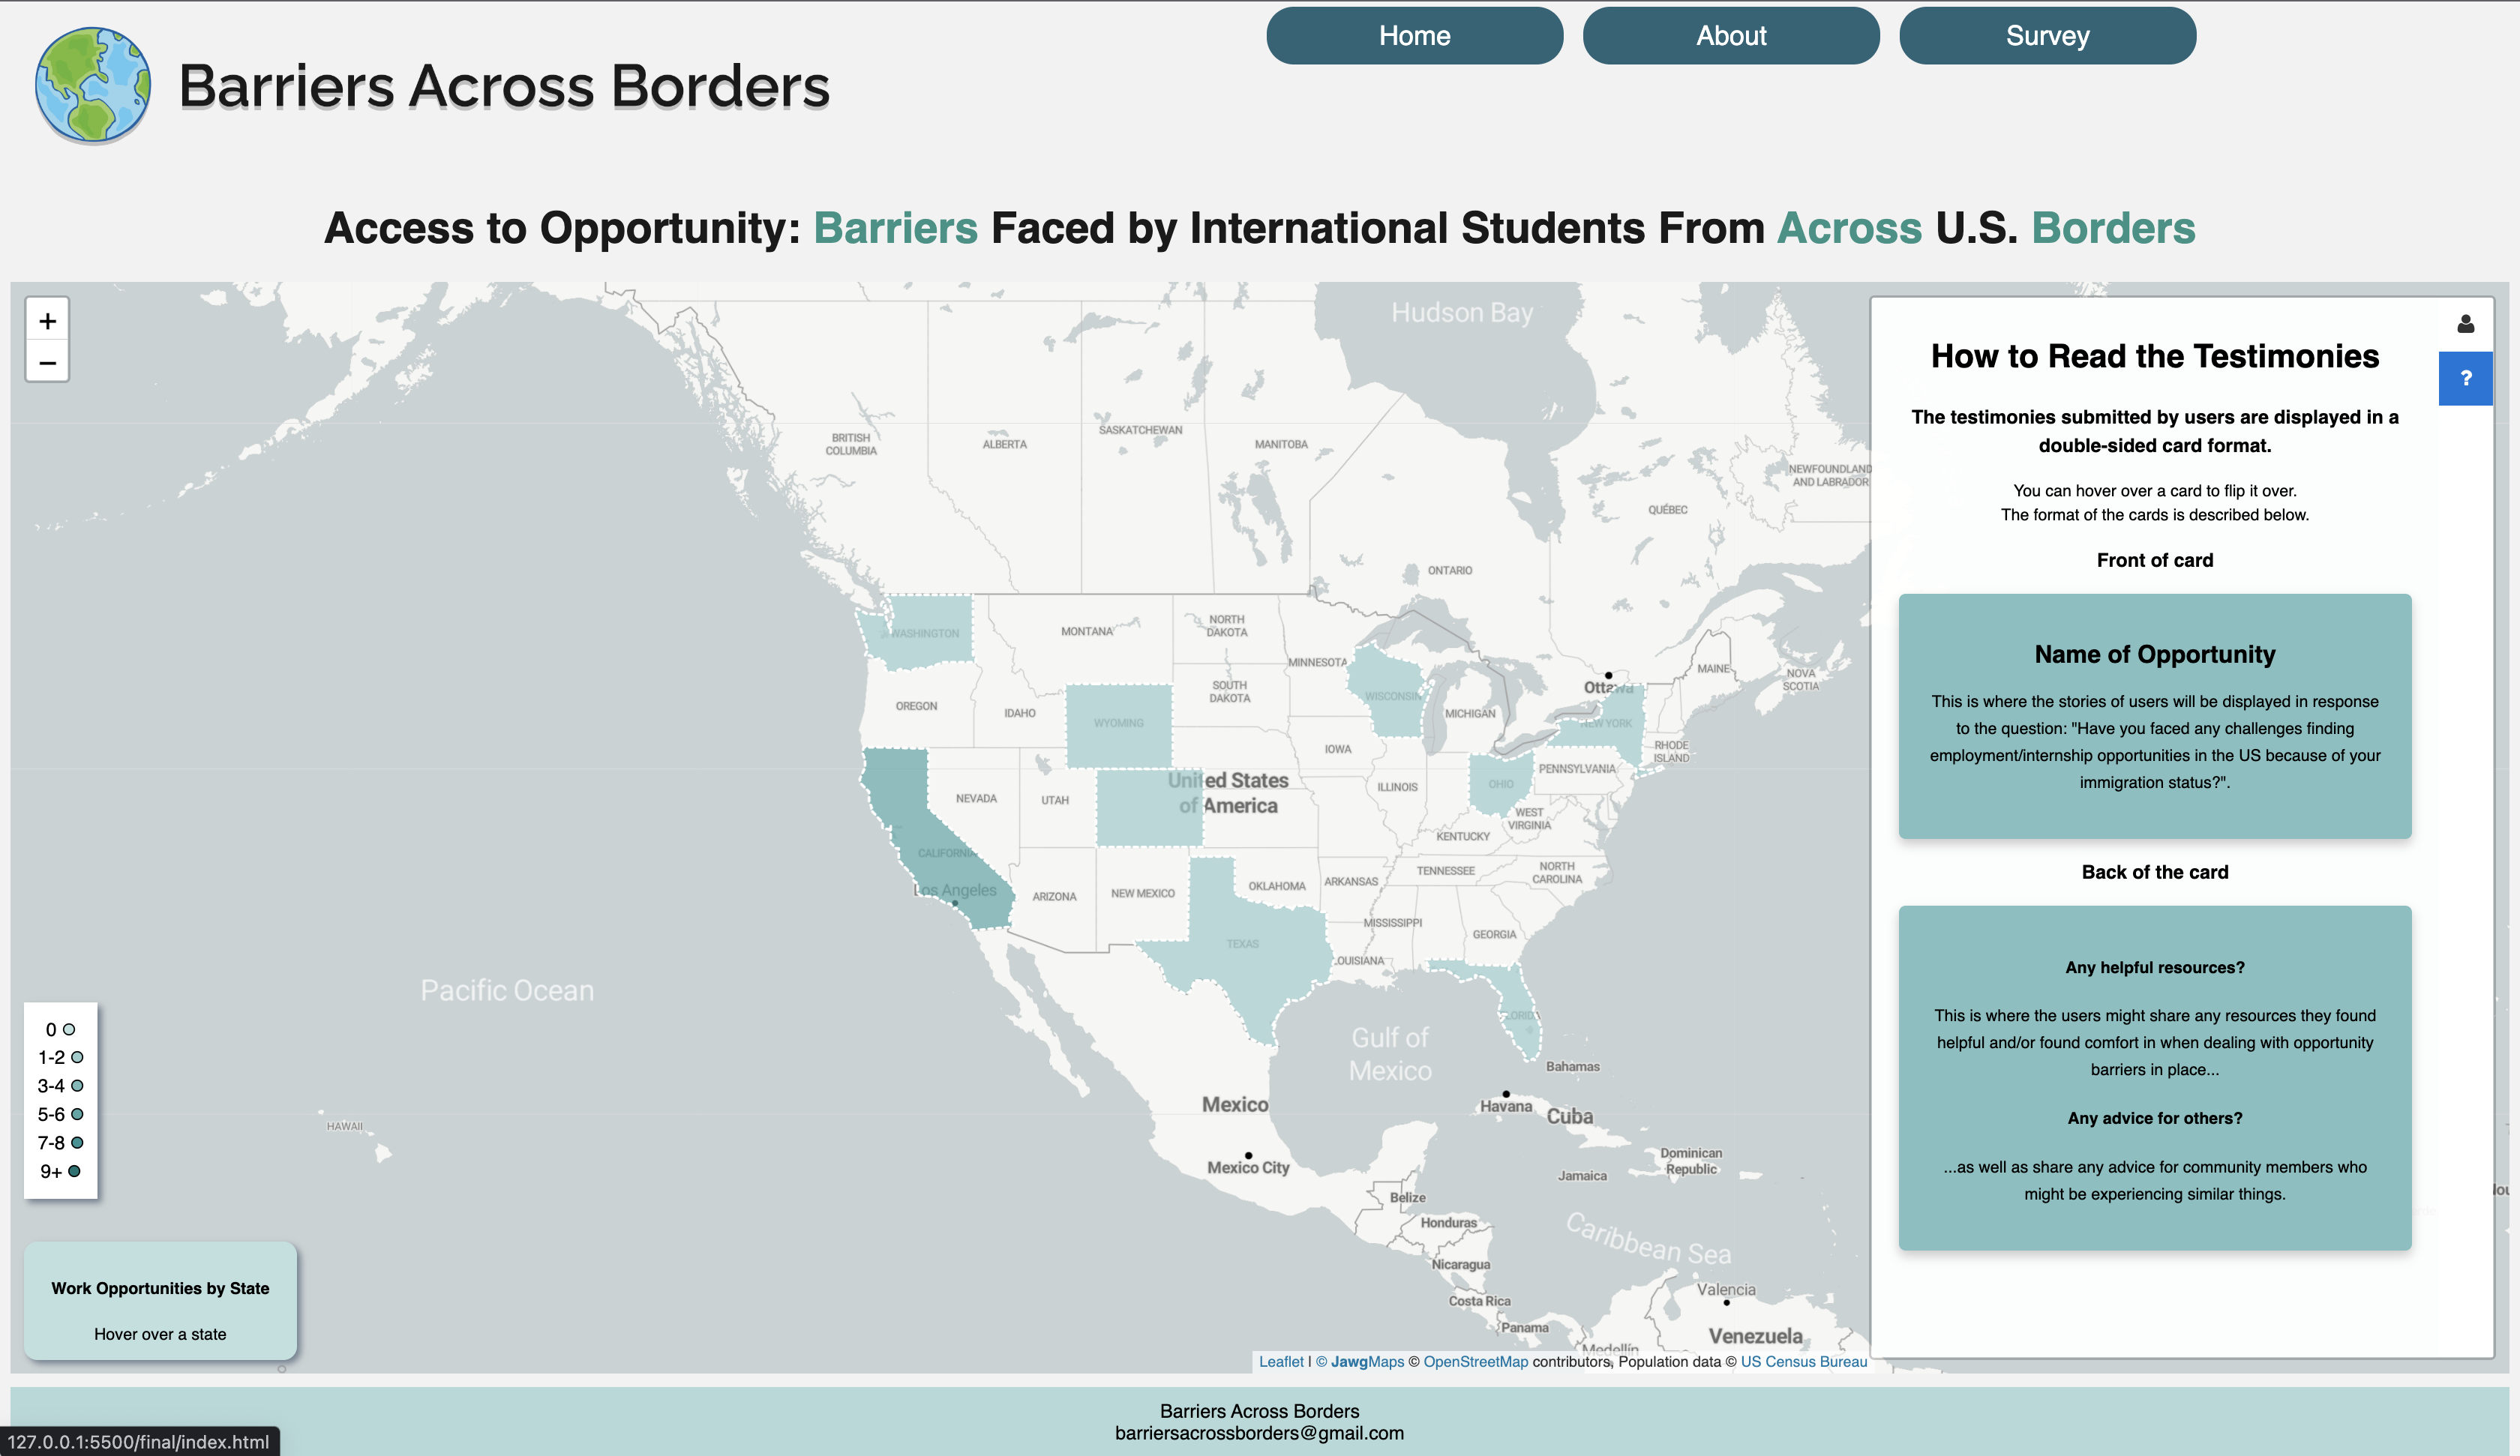 Home
About
Survey
Barriers Across Borders
Access to Opportunity: Barriers Faced by International Students From Across U.S. Borders
+
−
Hudson Bay
BRITISH
COLUMBIA
ALBERTA
SASKATCHEWAN
MANITOBA
ONTARIO
QUÉBEC
NEWFOUNDLAND
AND LABRADOR
NOVA
SCOTIA
Ottawa
WASHINGTON
MONTANA
NORTH
DAKOTA
MINNESOTA
SOUTH
DAKOTA
WISCONSIN
MICHIGAN
MAINE
NEW YORK
RHODE
ISLAND
OREGON
IDAHO
WYOMING
IOWA
PENNSYLVANIA
OHIO
ILLINOIS
United States
of America
NEVADA
UTAH
WEST
VIRGINIA
KENTUCKY
CALIFORNIA
Los Angeles
ARIZONA
NEW MEXICO
OKLAHOMA
ARKANSAS
TENNESSEE
NORTH
CAROLINA
MISSISSIPPI
GEORGIA
TEXAS
LOUISIANA
FLORIDA
Pacific Ocean
HAWAII
Gulf of
Mexico
Bahamas
Mexico
Mexico City
Havana
Cuba
Dominican
Republic
Jamaica
Belize
Honduras
Nicaragua
Caribbean Sea
Costa Rica
Panama
Valencia
Venezuela
Medellín
0
1-2
3-4
5-6
7-8
9+
Work Opportunities by State
Hover over a state
How to Read the Testimonies
?
The testimonies submitted by users are displayed in a
double-sided card format.
You can hover over a card to flip it over.
The format of the cards is described below.
Front of card
Name of Opportunity
This is where the stories of users will be displayed in response
to the question: "Have you faced any challenges finding
employment/internship opportunities in the US because of your
immigration status?".
Back of the card
Any helpful resources?
This is where the users might share any resources they found
helpful and/or found comfort in when dealing with opportunity
barriers in place...
Any advice for others?
...as well as share any advice for community members who
might be experiencing similar things.
Leaflet | © JawgMaps © OpenStreetMap contributors, Population data © US Census Bureau
Barriers Across Borders
barriersacrossborders@gmail.com
127.0.0.1:5500/final/index.html